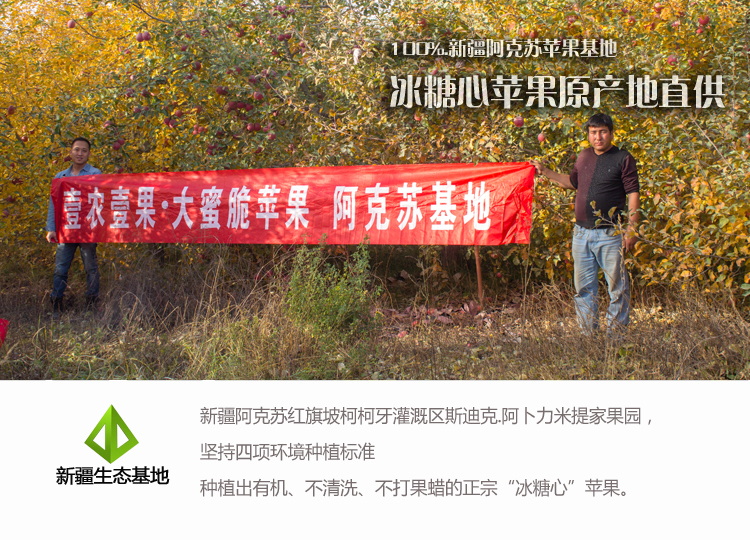 100%.新疆阿克苏苹果基地
冰糖心苹果原产地直供
壹农壹果·大蜜脆苹果 阿克苏基地
新疆阿克苏红旗坡柯柯牙灌溉区斯迪克.阿卜力米提家果园，
坚持四项环境种植标准
种植出有机、不清洗、不打果蜡的正宗“冰糖心”苹果。
新疆生态基地